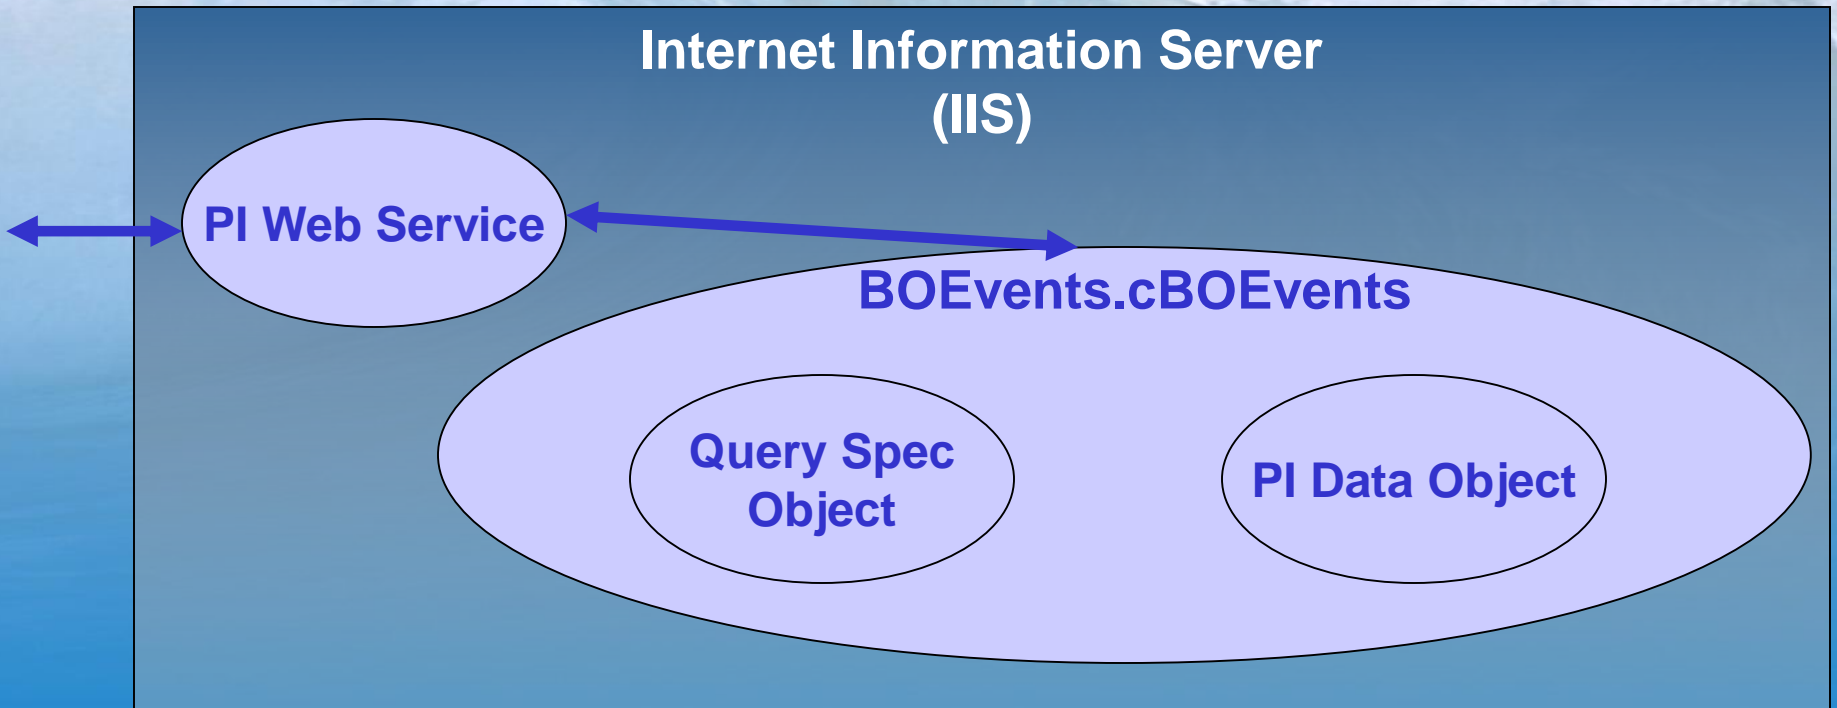 Internet Information Server
(IIS)
PI Web Service
BOEvents.cBOEvents
Query Spec
Object
PI Data Object